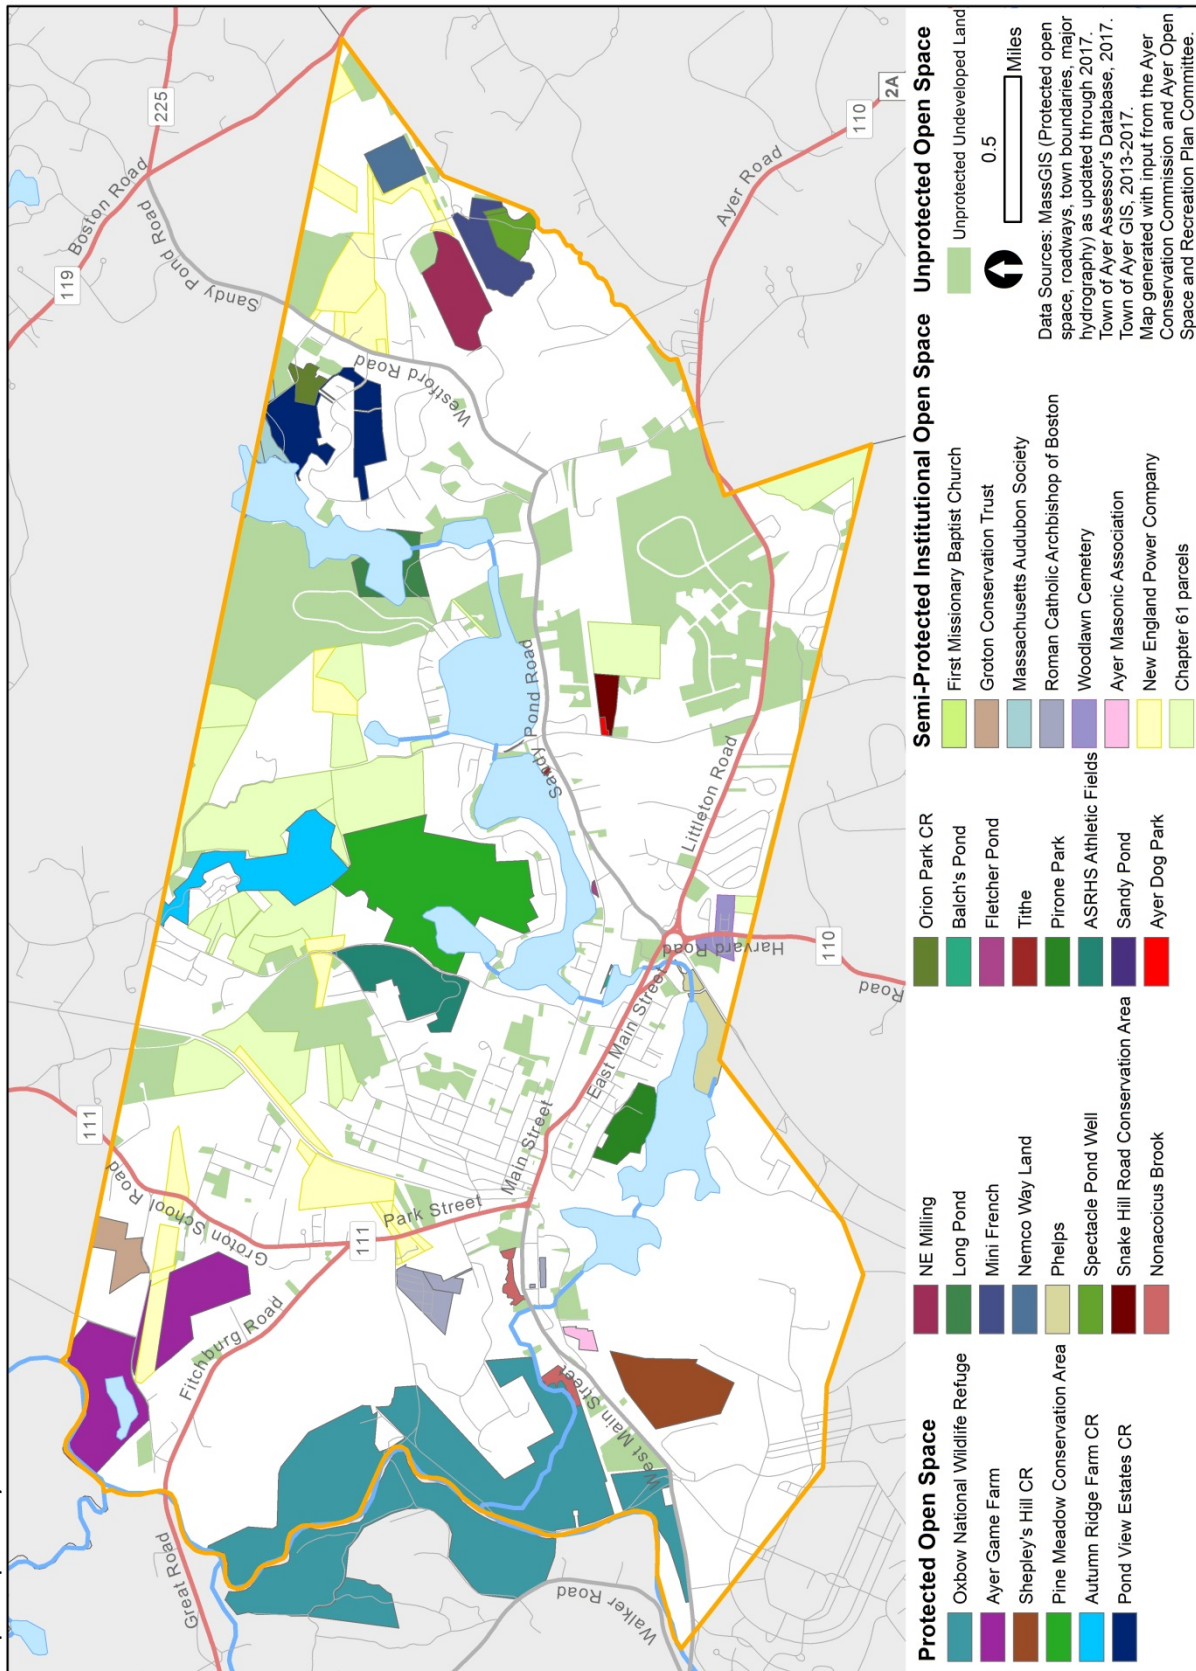 119
Boston Road
225
Sandy Pond Road
Westford Road
111
Groton School Road
Great Road
Fitchburg Road
111
Park Street
Main Street
East Main Street
Sandy Pond Road
Littleton Road
Harvard Road
110
Road
Ayer Road
110
2A
West Main Street
Walker Road
Protected Open Space
Oxbow National Wildlife Refuge
Ayer Game Farm
Shepley's Hill CR
Pine Meadow Conservation Area
Autumn Ridge Farm CR
Pond View Estates CR
NE Milling
Long Pond
Mini French
Nemco Way Land
Phelps
Spectacle Pond Well
Snake Hill Road Conservation Area
Nonacoicus Brook
Orion Park CR
Balch's Pond
Fletcher Pond
Tithe
Pirone Park
ASRHS Athletic Fields
Sandy Pond
Ayer Dog Park
Semi-Protected Institutional Open Space
First Missionary Baptist Church
Groton Conservation Trust
Massachusetts Audubon Society
Roman Catholic Archbishop of Boston
Woodlawn Cemetery
Ayer Masonic Association
New England Power Company
Chapter 61 parcels
Unprotected Open Space
Unprotected Undeveloped Land
0.5
Miles
Data Sources: MassGIS (Protected open
space, roadways, town boundaries, major
hydrography) as updated through 2017.
Town of Ayer Assessor's Database, 2017.
Town of Ayer GIS, 2013-2017.
Map generated with input from the Ayer
Conservation Commission and Ayer Open
Space and Recreation Plan Committee.